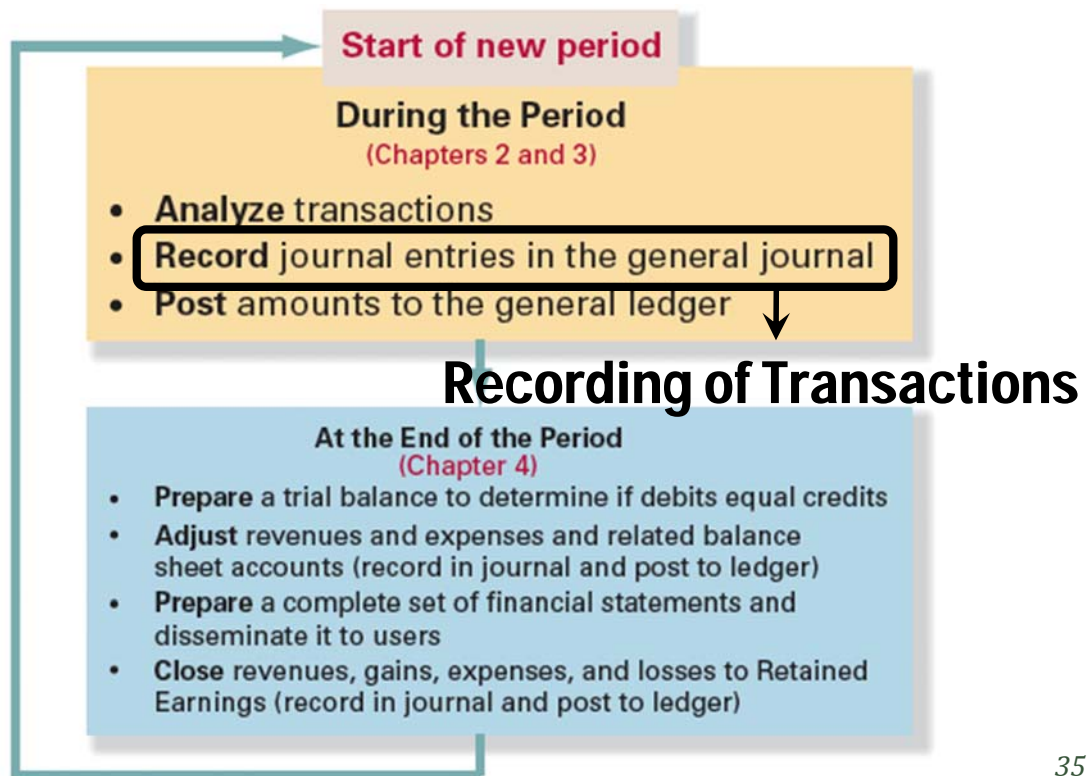 Start of new period
During the Period
(Chapters 2 and 3)
• Analyze transactions
• Record journal entries in the general journal
• Post amounts to the general ledger
Recording of Transactions
At the End of the Period
(Chapter 4)
• Prepare a trial balance to determine if debits equal credits
• Adjust revenues and expenses and related balance
sheet accounts (record in journal and post to ledger)
• Prepare a complete set of financial statements and
disseminate it to users
• Close revenues, gains, expenses, and losses to Retained
Earnings (record in journal and post to ledger)
35